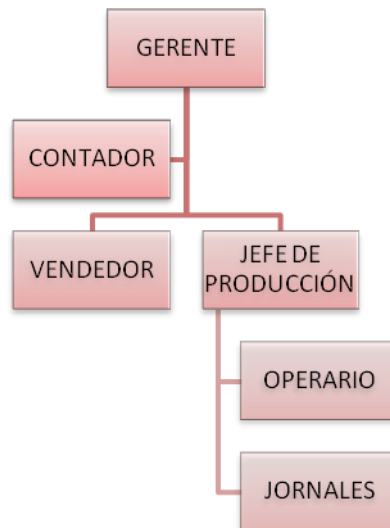 GERENTE
CONTADOR
VENDEDOR
JEFE DE
PRODUCCIÓN
OPERARIO
JORNALES